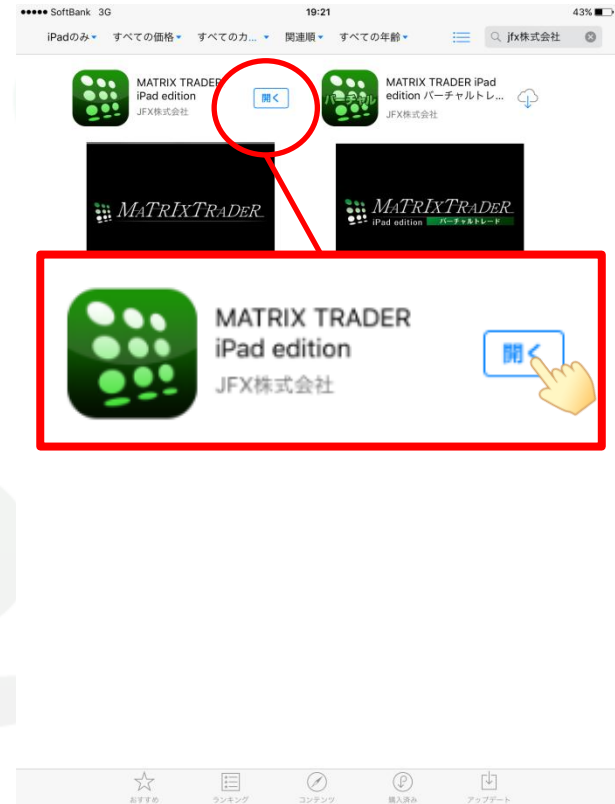 ●●●●● SoftBank 3G 19:21 43%
iPadのみ▾ すべての価格▾ すべてのカ... ▾ 関連順▾ すべての年齢▾ jfx株式会社
MATRIX TRADER
iPad edition
JFX株式会社
開く
バーチャル
MATRIX TRADER iPad
edition バーチャルトレ...
JFX株式会社
MATRIXTRADER
MATRIXTRADER
iPad edition バーチャルトレード
MATRIX TRADER
iPad edition
JFX株式会社
開く
おすすめ ランキング コンテンツ 購入済み アップデート